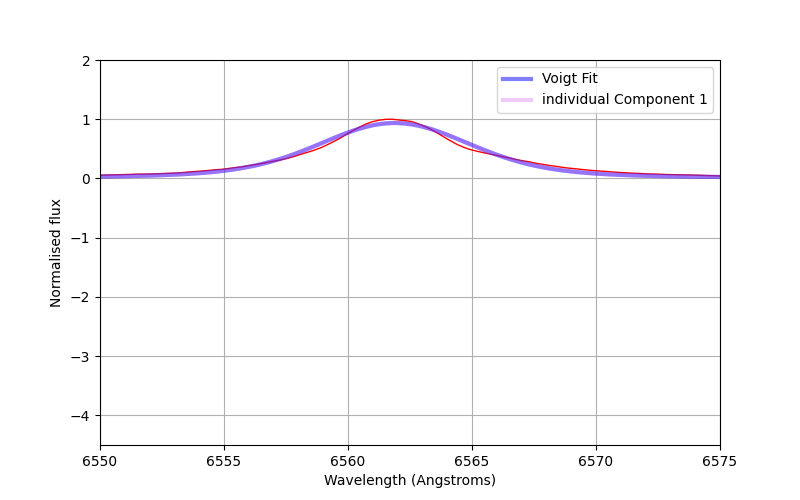 Voigt Fit
individual Component 1
2
1
0
−1
−2
−3
−4
Normalised flux
6550 6555 6560 6565 6570 6575
Wavelength (Angstroms)